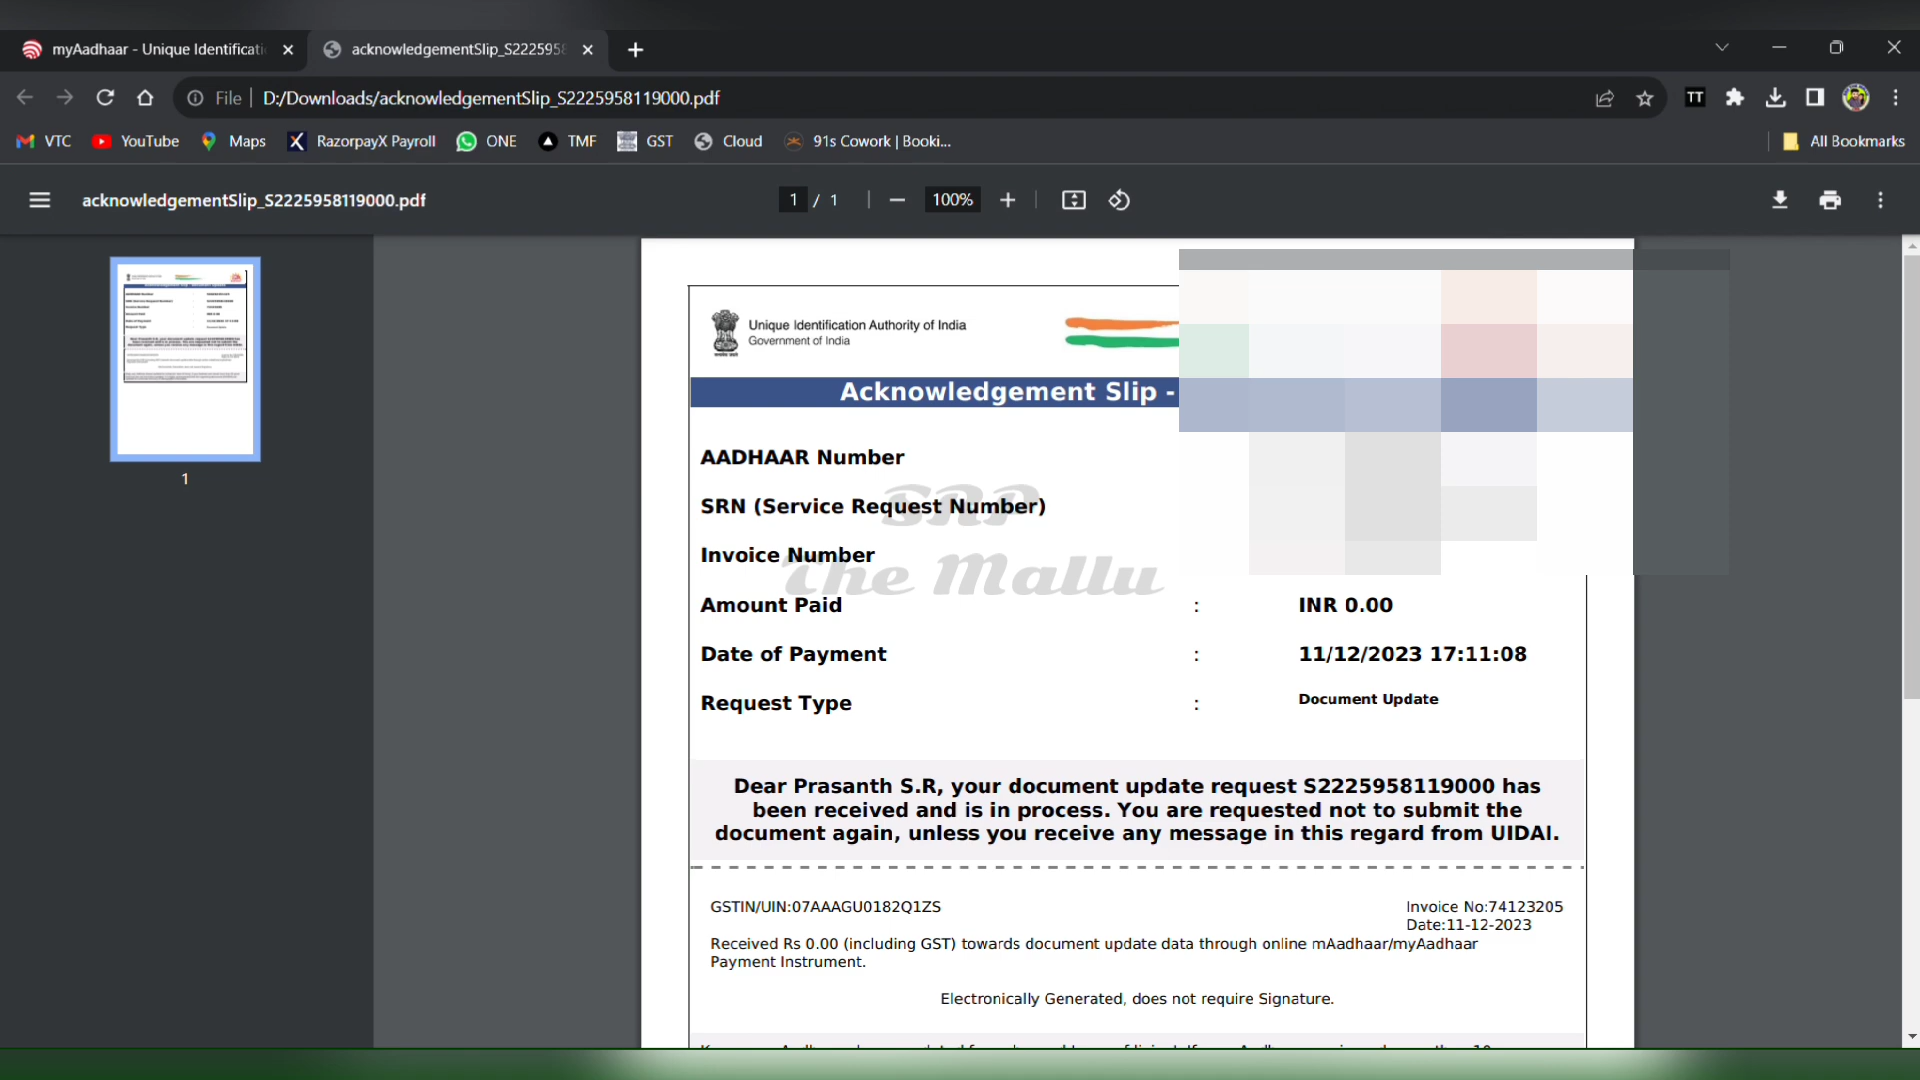 myAadhaar - Unique Identificati
acknowledgementSlip_S2225958
File
D:/Downloads/acknowledgementSlip_S2225958119000.pdf
VTC
YouTube
Maps
RazorpayX Payroll
ONE
TMF
GST
Cloud
91s Cowork | Booki...
All Bookmarks
acknowledgementSlip_S2225958119000.pdf
1 / 1
100%
1
Unique Identification Authority of India
Government of India
Acknowledgement Slip -
AADHAAR Number
SRN (Service Request Number)
SRP
Invoice Number
The Mallu
Amount Paid : INR 0.00
Date of Payment : 11/12/2023 17:11:08
Request Type : Document Update
Dear Prasanth S.R, your document update request S2225958119000 has
been received and is in process. You are requested not to submit the
document again, unless you receive any message in this regard from UIDAI.
GSTIN/UIN:07AAAGU0182Q1ZS
Invoice No:74123205
Date:11-12-2023
Received Rs 0.00 (including GST) towards document update data through online mAadhaar/myAadhaar
Payment Instrument.
Electronically Generated, does not require Signature.